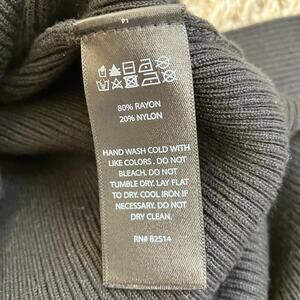 80% RAYON
20% NYLON
HAND WASH COLD WITH
LIKE COLORS . DO NOT
BLEACH. DO NOT
TUMBLE DRY. LAY FLAT
TO DRY. COOL IRON IF
NECESSARY. DO NOT
DRY CLEAN.
RN# 82514